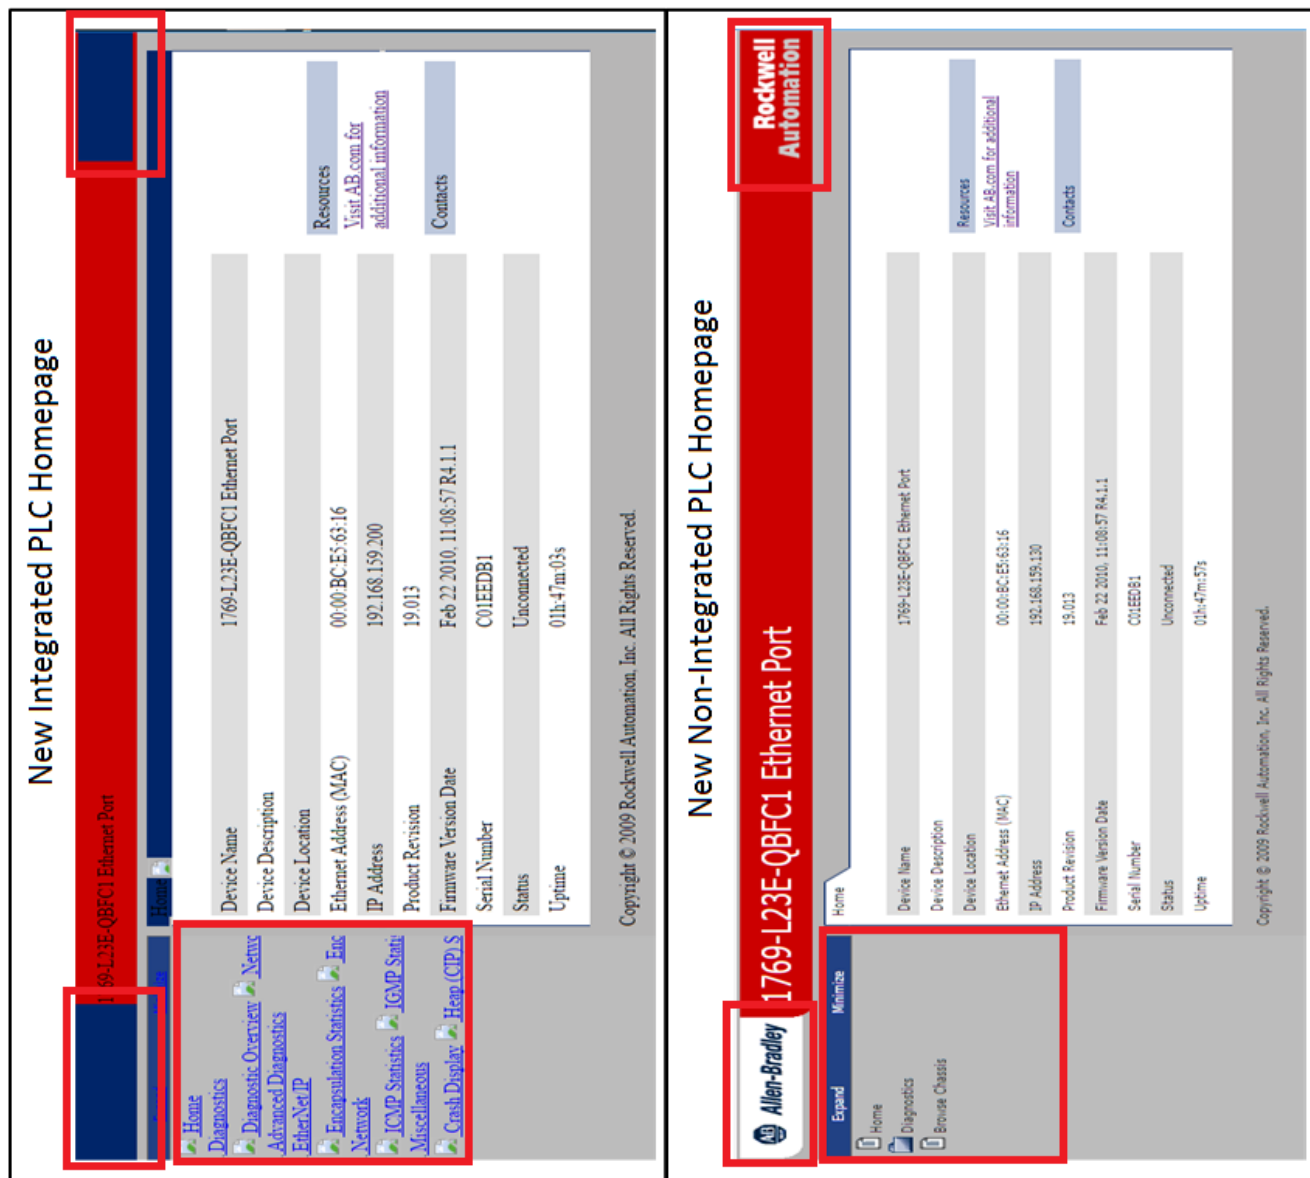 New Integrated PLC Homepage
1769-L23E-QBFC1 Ethernet Port
Home
Home
Diagnostics
Diagnostic Overview Netwo
Advanced Diagnostics
EtherNet/IP
Encapsulation Statistics Enc
Network
ICMP Statistics IGMP Stati
Miscellaneous
Crash Display Heap (CIP) S
Device Name 1769-L23E-QBFC1 Ethernet Port
Device Description
Device Location
Ethernet Address (MAC) 00:00:BC:E5:63:16
IP Address 192.168.159.200
Product Revision 19.013
Firmware Version Date Feb 22 2010, 11:08:57 R4.1.1
Serial Number C01EEDB1
Status Unconnected
Uptime 01h:47m:03s
Resources
Visit AB.com for
additional information
Contacts
Copyright © 2009 Rockwell Automation, Inc. All Rights Reserved.
New Non-Integrated PLC Homepage
AB Allen-Bradley
1769-L23E-QBFC1 Ethernet Port
Rockwell
Automation
Expand Minimize
Home
Diagnostics
Browse Chassis
Home
Device Name 1769-L23E-QBFC1 Ethernet Port
Device Description
Device Location
Ethernet Address (MAC) 00:00:BC:E5:63:16
IP Address 192.168.159.130
Product Revision 19.013
Firmware Version Date Feb 22 2010, 11:08:57 R4.1.1
Serial Number C01EEDB1
Status Unconnected
Uptime 01h:47m:57s
Resources
Visit AB.com for additional
information
Contacts
Copyright © 2009 Rockwell Automation, Inc. All Rights Reserved.